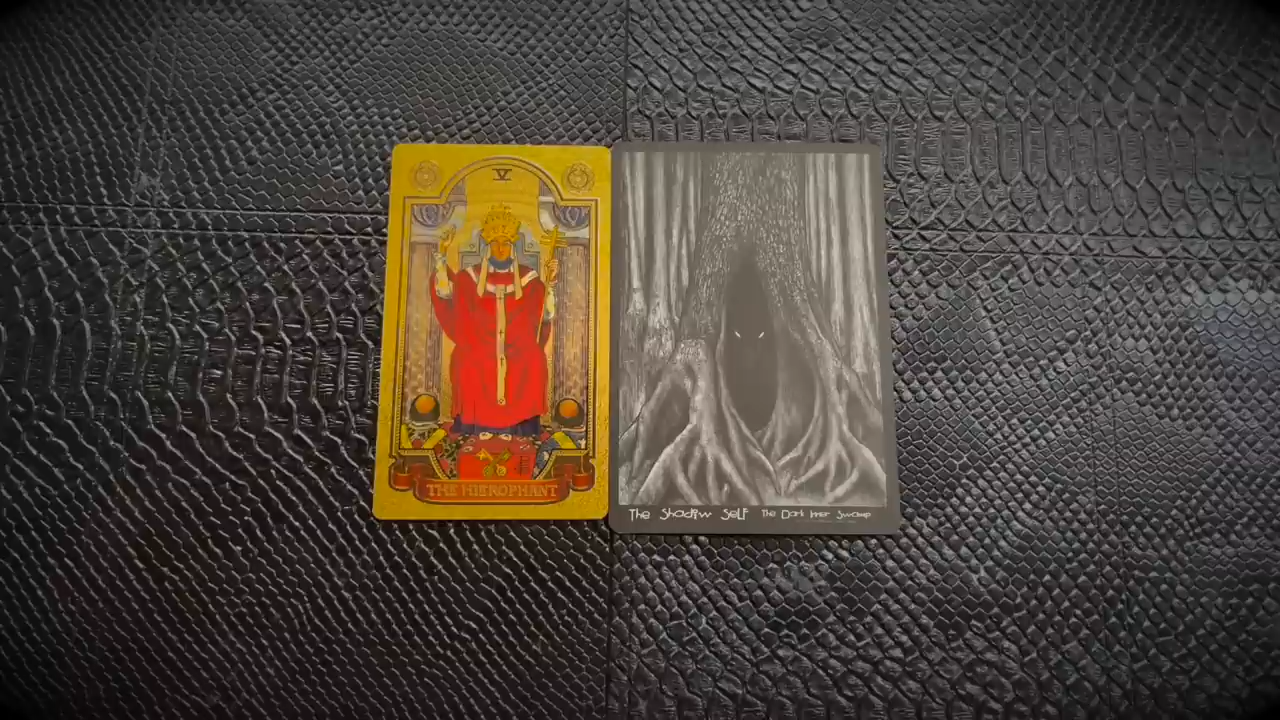 V
THE HIEROPHANT
The Shadow Self The Dark Inner Swamp